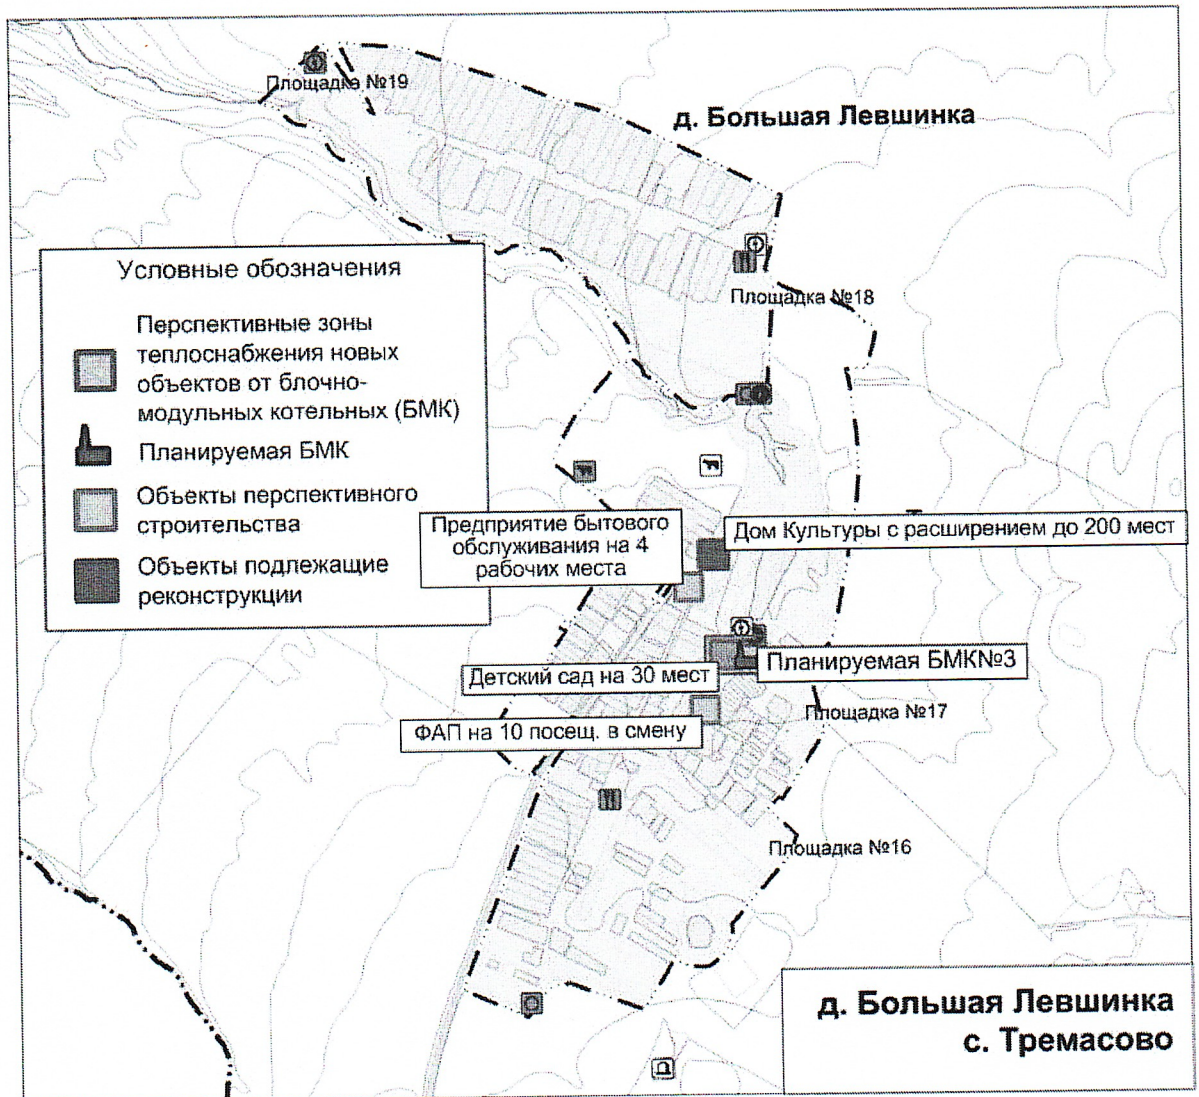 Площадка №19
д. Большая Левшинка
Условные обозначения
Перспективные зоны
теплоснабжения новых
объектов от блочно-
модульных котельных (БМК)
Планируемая БМК
Объекты перспективного
строительства
Объекты подлежащие
реконструкции
Площадка №18
Предприятие бытового
обслуживания на 4
рабочих места
Дом Культуры с расширением до 200 мест
Планируемая БМК№3
Детский сад на 30 мест
Площадка №17
ФАП на 10 посещ. в смену
Площадка №16
д. Большая Левшинка
с. Тремасово